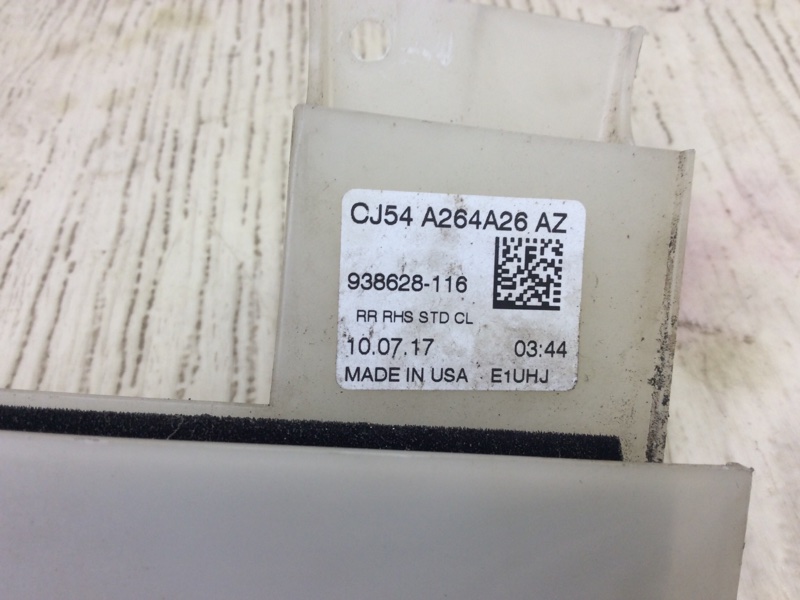 CJ54 A264A26 AZ
938628-116
RR RHS STD CL
10.07.17 03:44
MADE IN USA E1UHJ